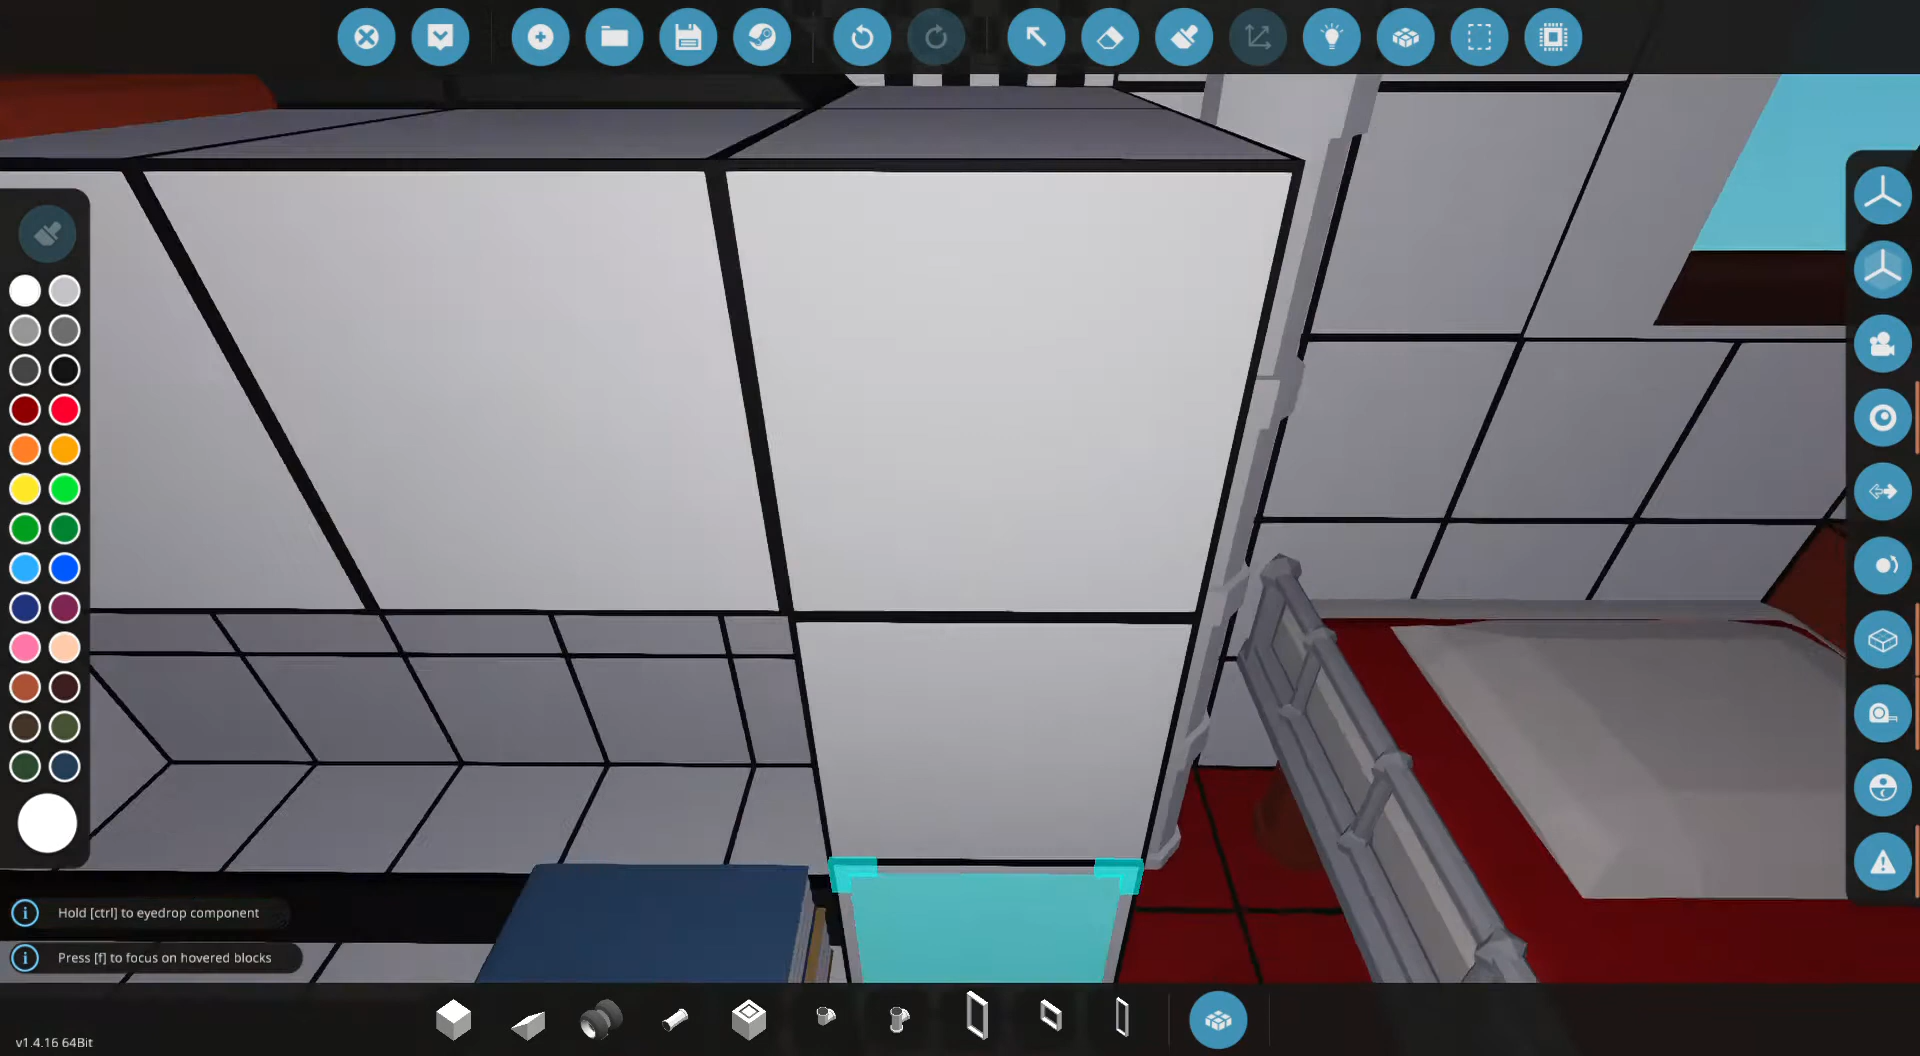 Hold [ctrl] to eyedrop component
Press [f] to focus on hovered blocks
v1.4.16 64Bit